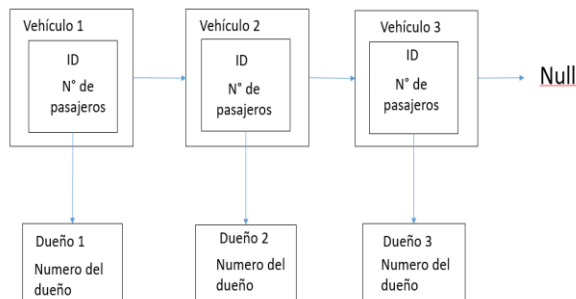 Vehículo 1
ID
N° de
pasajeros
Vehículo 2
ID
N° de
pasajeros
Vehículo 3
ID
N° de
pasajeros
Null
Dueño 1
Numero del
dueño
Dueño 2
Numero del
dueño
Dueño 3
Numero del
dueño